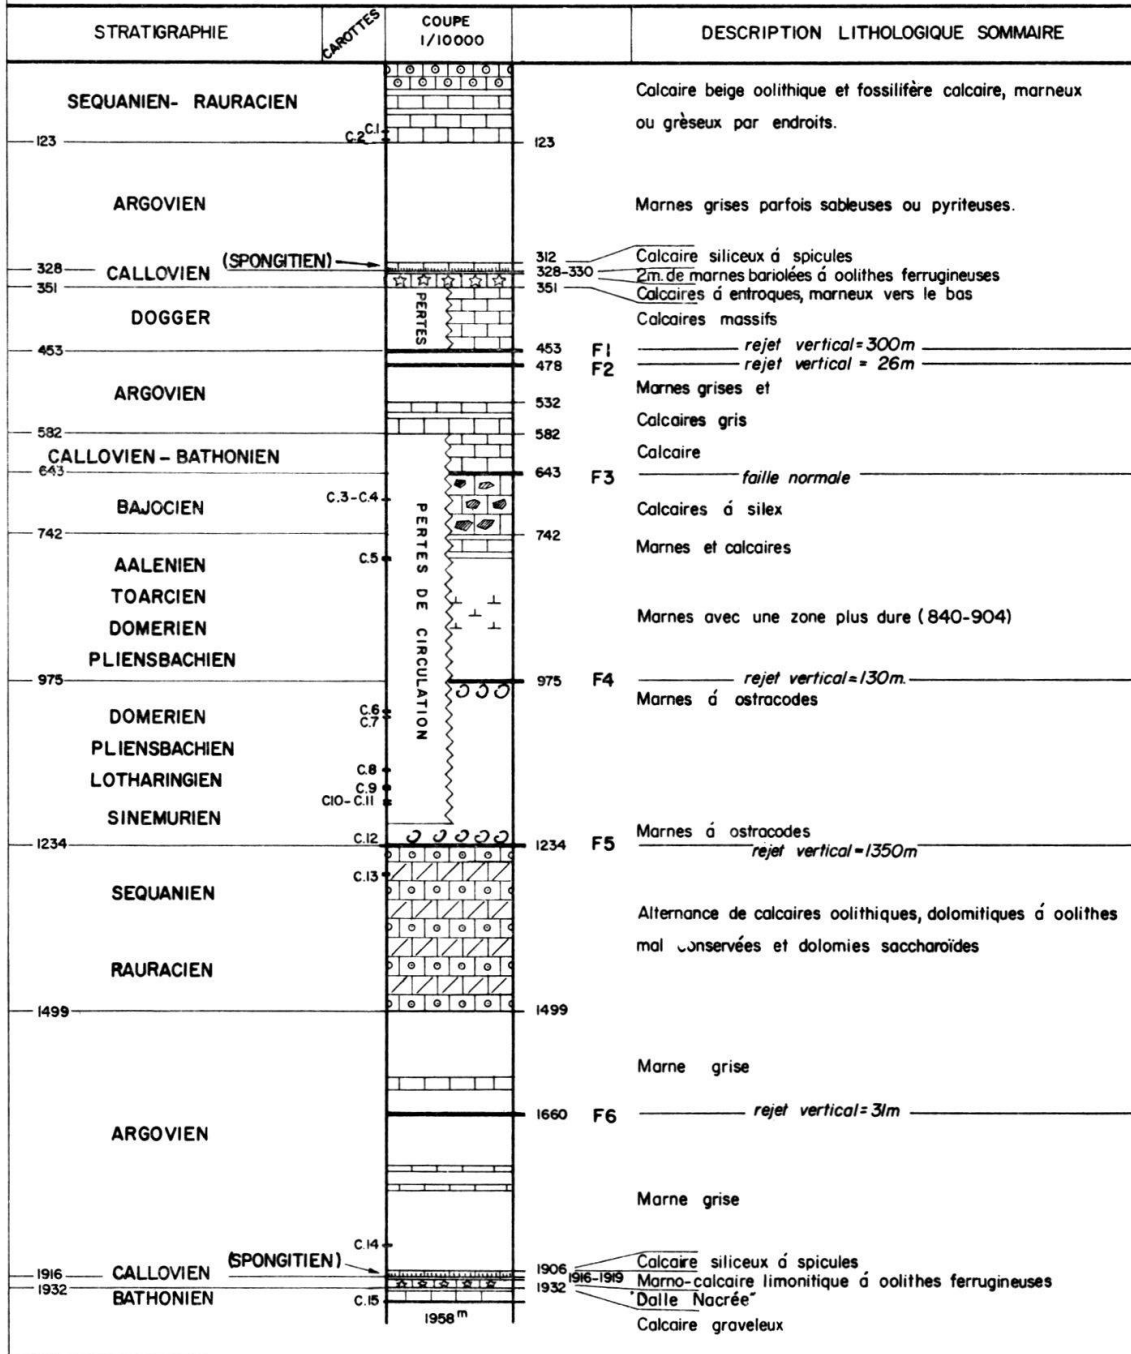 STRATIGRAPHIE
CAROTTES
COUPE
1/10000
DESCRIPTION LITHOLOGIQUE SOMMAIRE
SEQUANIEN- RAURACIEN
Calcaire beige oolithique et fossilifère calcaire, marneux
ou grèseux par endroits.
C.1
C.2
123
123
ARGOVIEN
Marnes grises parfois sableuses ou pyriteuses.
(SPONGITIEN)
312
Calcaire siliceux á spicules
328
CALLOVIEN
328-330
2m. de marnes bariolées á oolithes ferrugineuses
351
351
Calcaires á entroques, marneux vers le bas
DOGGER
PERTES
Calcaires massifs
453
453
F1
rejet vertical=300m
478
F2
rejet vertical = 26m
ARGOVIEN
Marnes grises et
532
Calcaires gris
582
582
CALLOVIEN-BATHONIEN
Calcaire
643
643
F3
faille normale
C.3-C.4
BAJOCIEN
Calcaires á silex
742
742
Marnes et calcaires
C.5
AALENIEN
TOARCIEN
PERTES DE CIRCULATION
Marnes avec une zone plus dure (840-904)
DOMERIEN
PLIENSBACHIEN
975
975
F4
rejet vertical=130m.
Marnes á ostracodes
C.6
DOMERIEN
C.7
PLIENSBACHIEN
C.8
LOTHARINGIEN
C.9
C10-C.11
SINEMURIEN
Marnes á ostracodes
C.12
1234
1234
F5
rejet vertical=1350m
C.13
SEQUANIEN
Alternance de calcaires oolithiques, dolomitiques á oolithes
mal conservées et dolomies saccharoïdes
RAURACIEN
1499
1499
Marne grise
1660
F6
rejet vertical=31m
ARGOVIEN
Marne grise
C.14
(SPONGITIEN)
1906
Calcaire siliceux á spicules
1916
CALLOVIEN
1916-1919
Marno-calcaire limonitique á oolithes ferrugineuses
1932
1932
"Dalle Nacrée"
BATHONIEN
C.15
1958m
Calcaire graveleux